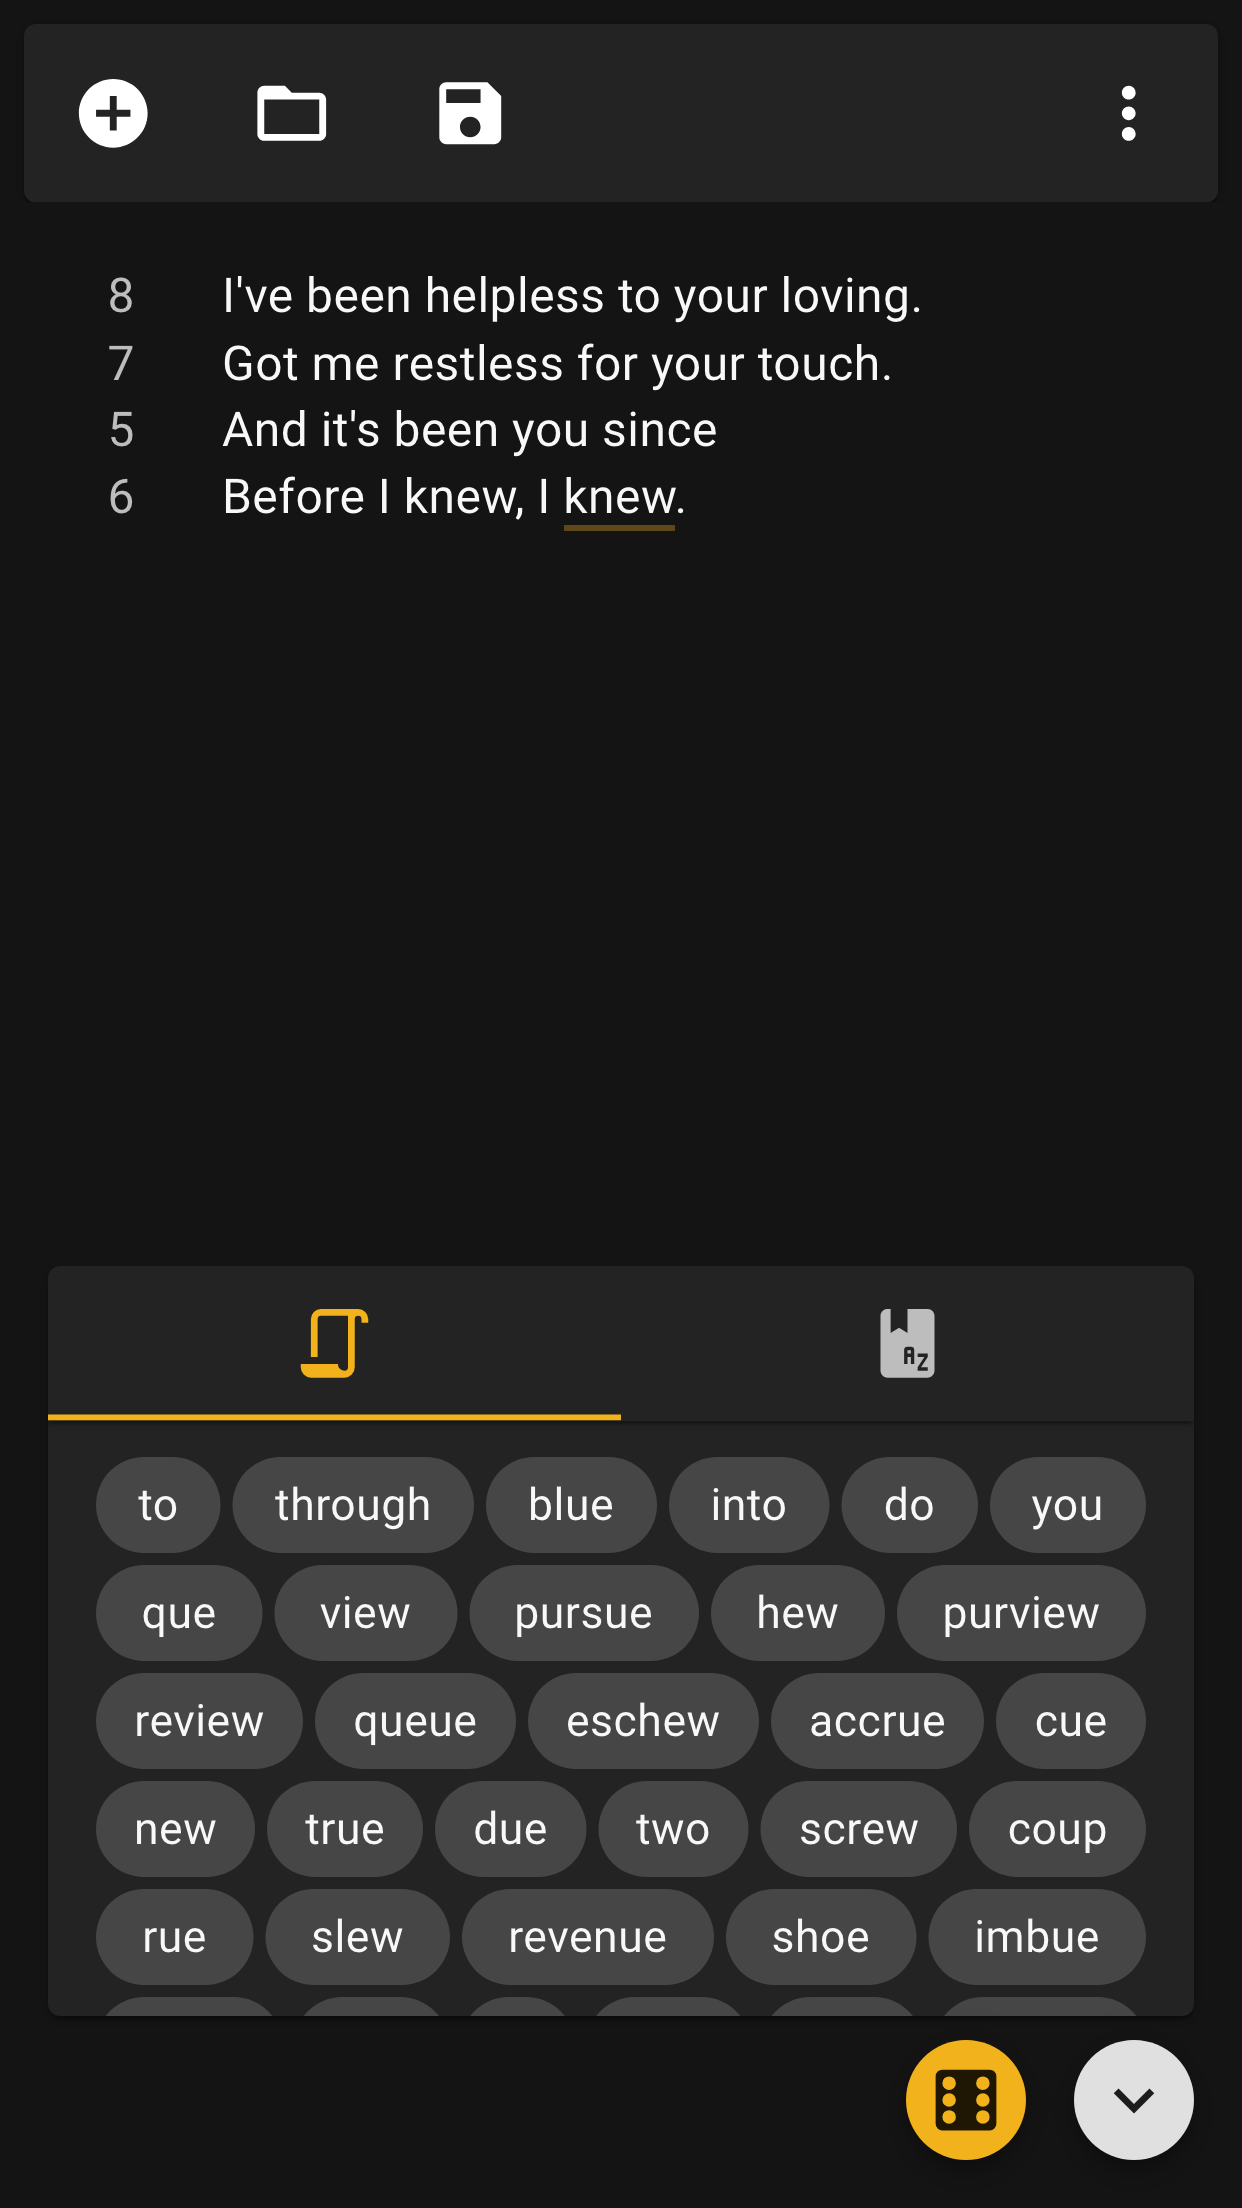 8 I've been helpless to your loving.
7 Got me restless for your touch.
5 And it's been you since
6 Before I knew, I knew.
AZ
to through blue into do you
que view pursue hew purview
review queue eschew accrue cue
new true due two screw coup
rue slew revenue shoe imbue